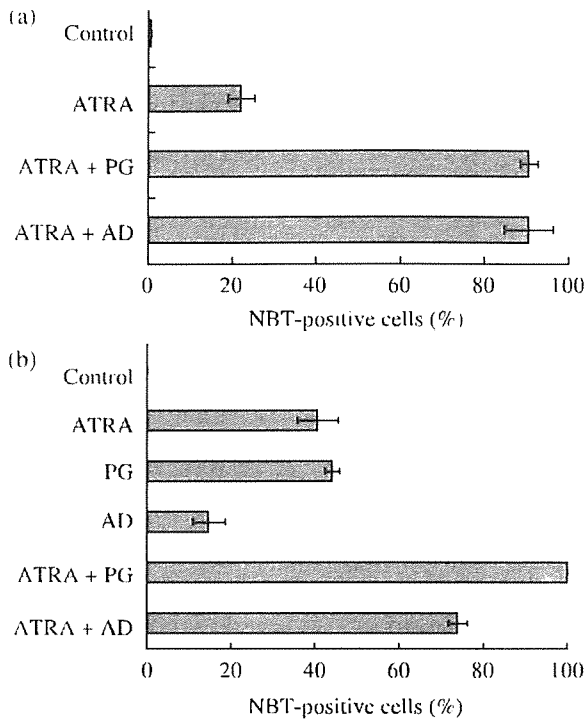 (a)
Control
ATRA
ATRA + PG
ATRA + AD
0 20 40 60 80 100
NBT-positive cells (%)
(b)
Control
ATRA
PG
AD
ATRA + PG
ATRA + AD
0 20 40 60 80 100
NBT-positive cells (%)